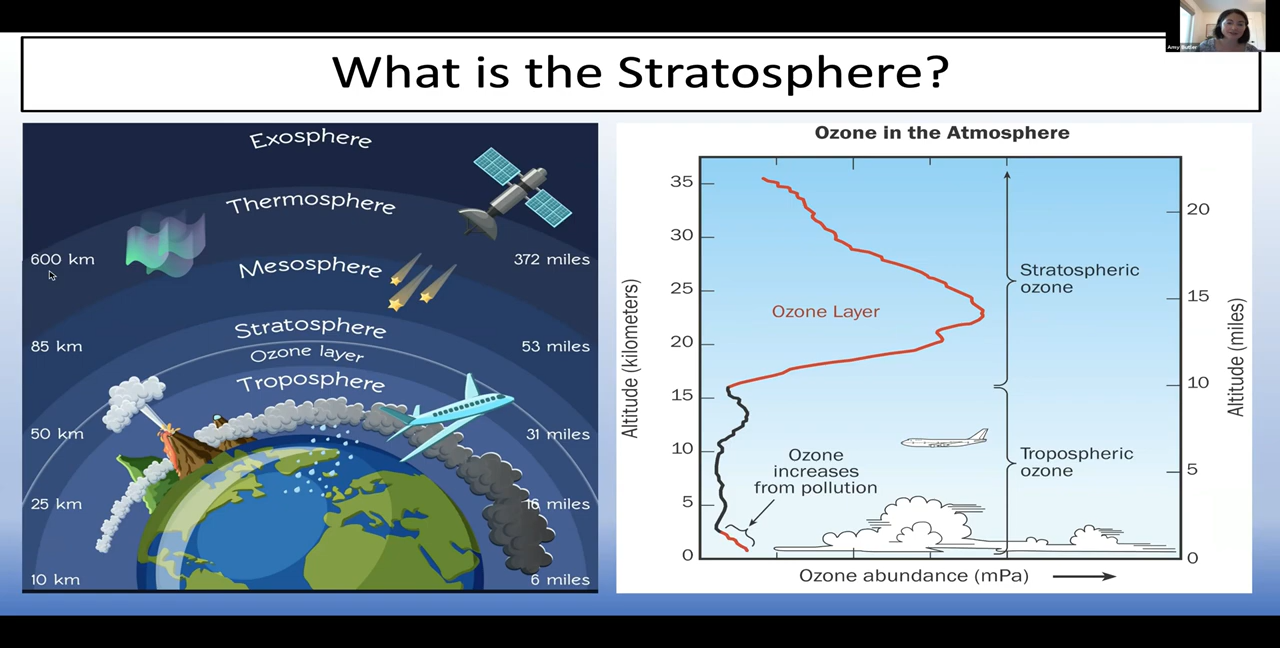 What is the Stratosphere?
Amy Butler
Exosphere
Thermosphere
600 km
372 miles
Mesosphere
Stratosphere
85 km
53 miles
Ozone layer
Troposphere
50 km
31 miles
25 km
16 miles
10 km
6 miles
Ozone in the Atmosphere
35
30
25
20
15
10
5
0
Altitude (kilometers)
Ozone Layer
Ozone
increases
from pollution
Stratospheric
ozone
Tropospheric
ozone
20
15
10
5
0
Altitude (miles)
Ozone abundance (mPa)